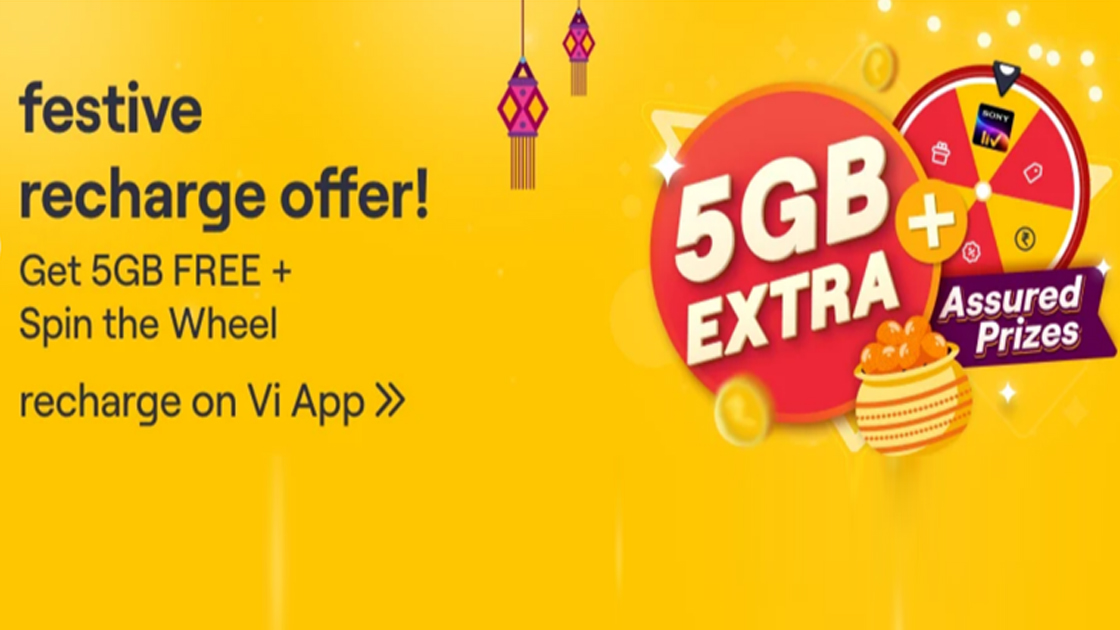 festive
recharge offer!
Get 5GB FREE +
Spin the Wheel
recharge on Vi App >>
5GB
EXTRA
+
SONY
liv
Assured
Prizes